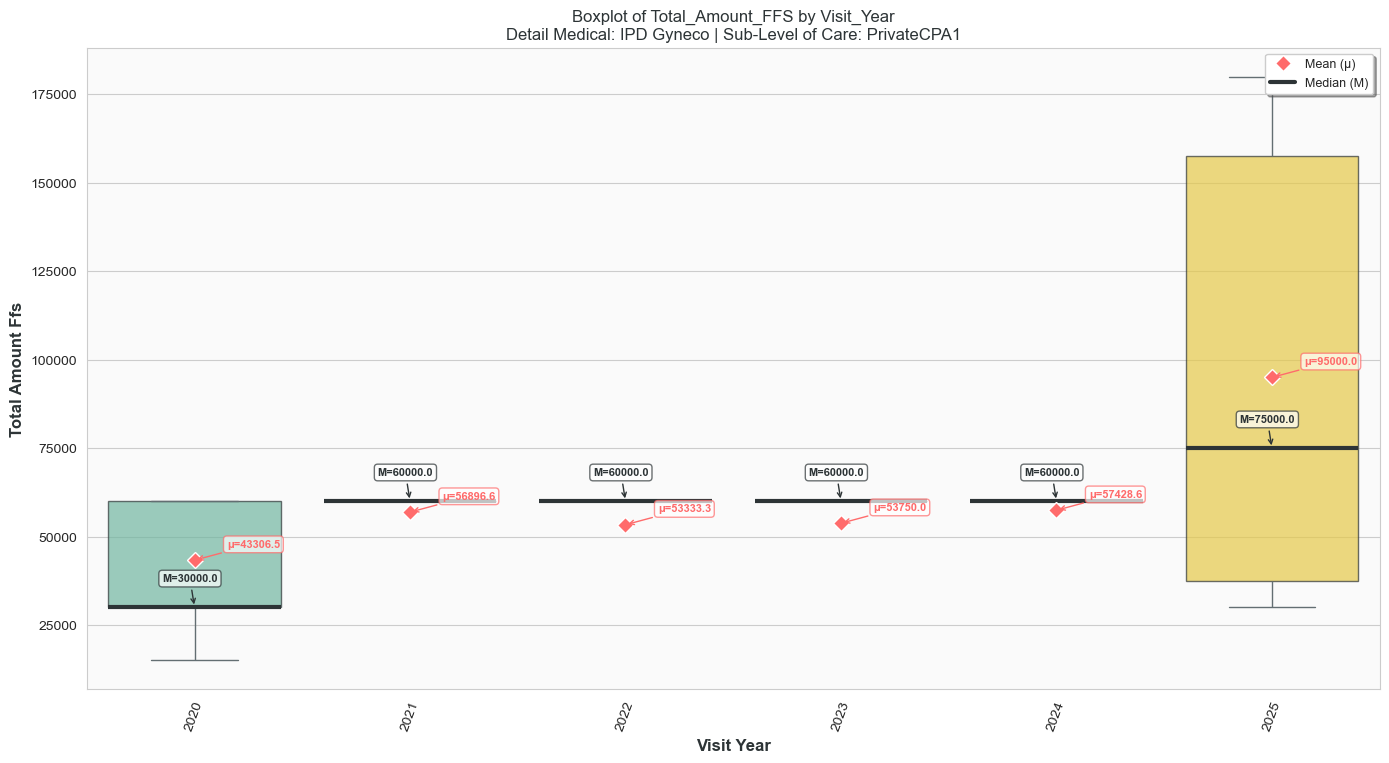 Boxplot of Total_Amount_FFS by Visit_Year
Detail Medical: IPD Gyneco | Sub-Level of Care: PrivateCPA1
Mean (μ)
Median (M)
Total Amount Ffs
175000
150000
125000
100000
75000
50000
25000
μ=43306.5
M=30000.0
M=60000.0
μ=56896.6
M=60000.0
μ=53333.3
M=60000.0
μ=53750.0
M=60000.0
μ=57428.6
μ=95000.0
M=75000.0
2020
2021
2022
2023
2024
2025
Visit Year